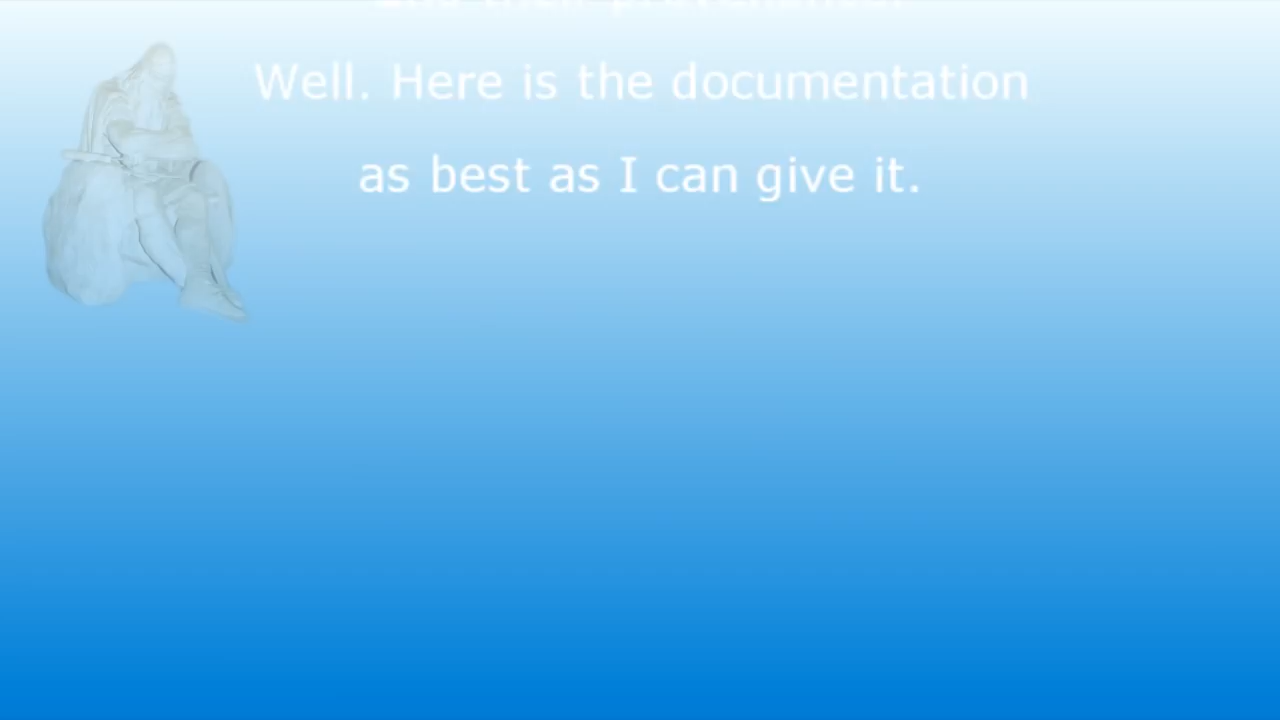 Well. Here is the documentation
as best as I can give it.